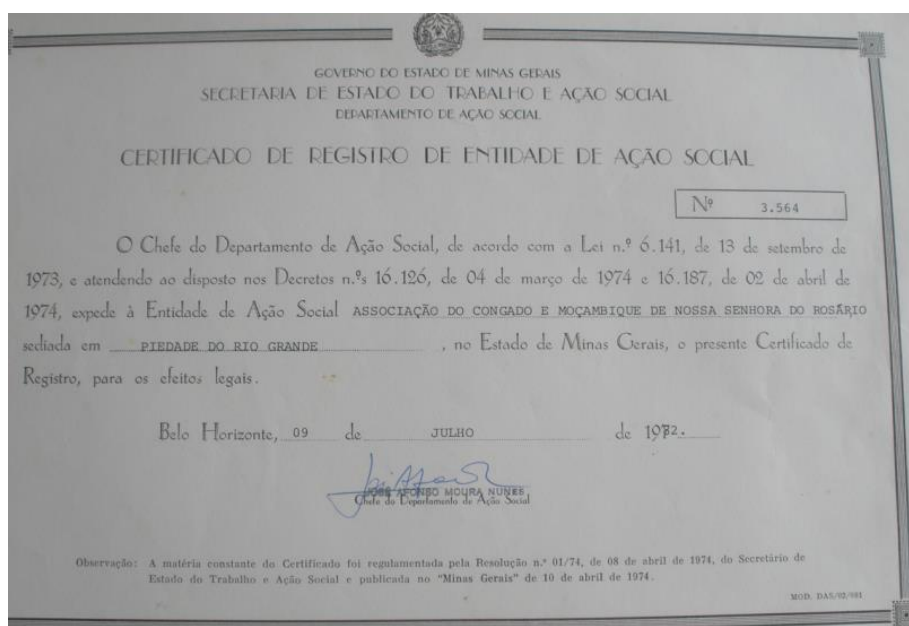 GOVERNO DO ESTADO DE MINAS GERAIS
SECRETARIA DE ESTADO DO TRABALHO E AÇÃO SOCIAL
DEPARTAMENTO DE AÇÃO SOCIAL
CERTIFICADO DE REGISTRO DE ENTIDADE DE AÇÃO SOCIAL
Nº 3.564
O Chefe do Departamento de Ação Social, de acordo com a Lei n.º 6.141, de 13 de setembro de
1973, e atendendo ao disposto nos Decretos n.ºs 16.126, de 04 de março de 1974 e 16.187, de 02 de abril de
1974, expede à Entidade de Ação Social ASSOCIAÇÃO DO CONGADO E MOÇAMBIQUE DE NOSSA SENHORA DO ROSÁRIO
sediada em PIEDADE DO RIO GRANDE, no Estado de Minas Gerais, o presente Certificado de
Registro, para os efeitos legais.
Belo Horizonte, 09 de JULHO de 1982.
JOSÉ AFONSO MOURA NUNES
Chefe do Departamento de Ação Social
Observação: A matéria constante do Certificado foi regulamentada pela Resolução n.º 01/74, de 08 de abril de 1974, do Secretário de
Estado do Trabalho e Ação Social e publicada no "Minas Gerais" de 10 de abril de 1974.
MOD. DAS/02/001